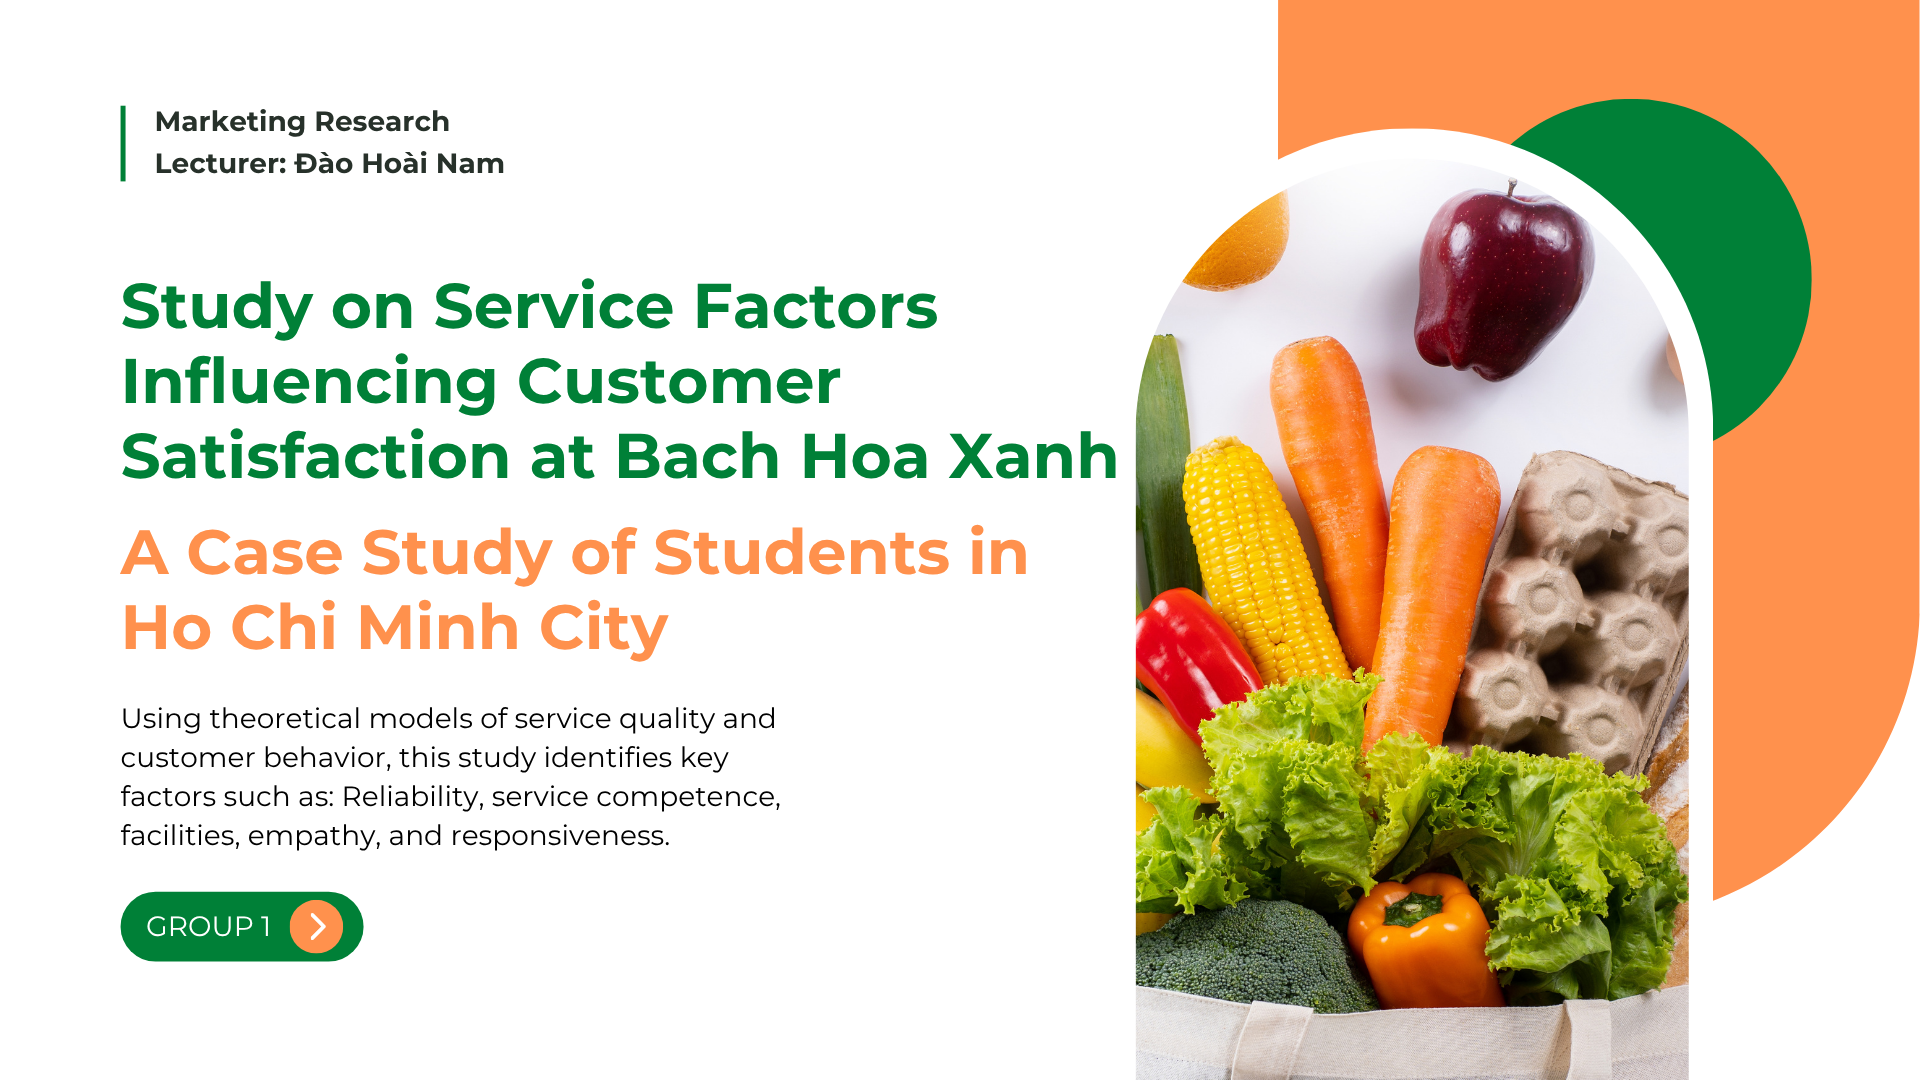 Marketing Research
Lecturer: Đào Hoài Nam
Study on Service Factors
Influencing Customer
Satisfaction at Bach Hoa Xanh
A Case Study of Students in
Ho Chi Minh City
Using theoretical models of service quality and
customer behavior, this study identifies key
factors such as: Reliability, service competence,
facilities, empathy, and responsiveness.
GROUP 1